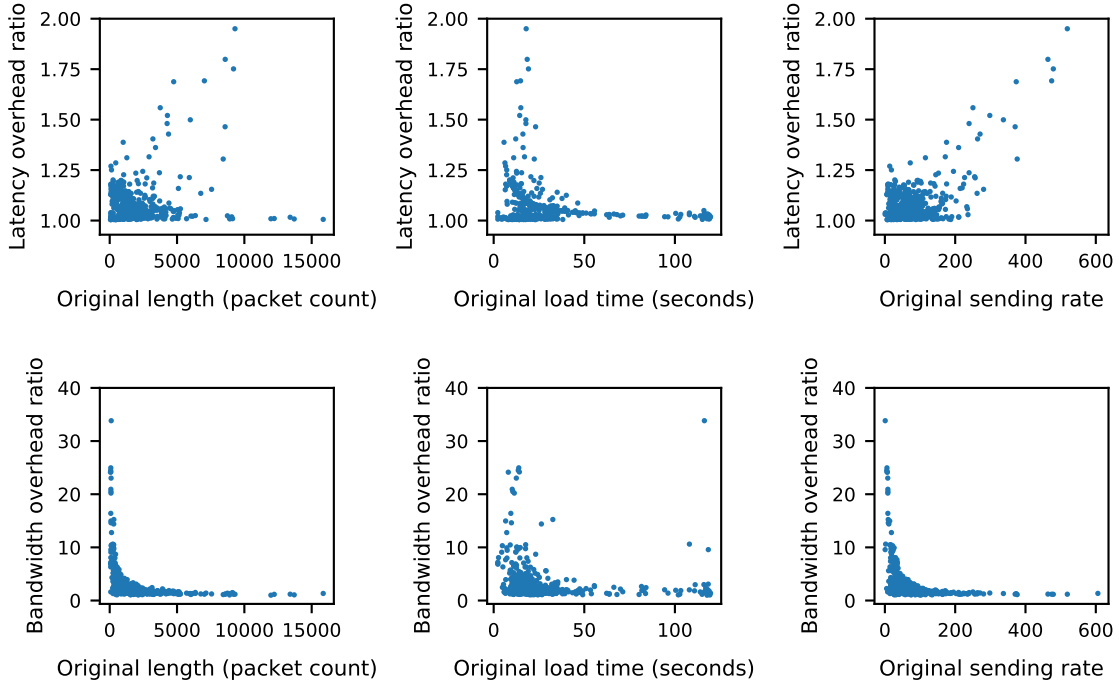 2.00
1.75
1.50
1.25
1.00
Latency overhead ratio
0 5000 10000 15000
Original length (packet count)
2.00
1.75
1.50
1.25
1.00
Latency overhead ratio
0 50 100
Original load time (seconds)
2.00
1.75
1.50
1.25
1.00
Latency overhead ratio
0 200 400 600
Original sending rate
40
30
20
10
0
Bandwidth overhead ratio
0 5000 10000 15000
Original length (packet count)
40
30
20
10
0
Bandwidth overhead ratio
0 50 100
Original load time (seconds)
40
30
20
10
0
Bandwidth overhead ratio
0 200 400 600
Original sending rate